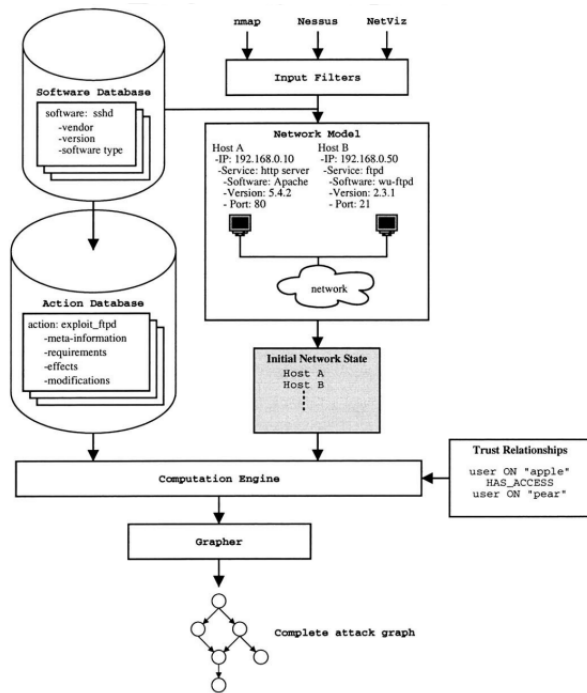 nmap Nessus NetViz
Input Filters
Software Database
software: sshd
-vendor
-version
-software type
Network Model
Host A
-IP: 192.168.0.10
-Service: http server
-Software: Apache
-Version: 5.4.2
- Port: 80
Host B
-IP: 192.168.0.50
-Service: ftpd
-Software: wu-ftpd
-Version: 2.3.1
- Port: 21
network
Action Database
action: exploit_ftpd
-meta-information
-requirements
-effects
-modifications
Initial Network State
Host A
Host B
Trust Relationships
user ON "apple"
HAS_ACCESS
user ON "pear"
Computation Engine
Grapher
Complete attack graph